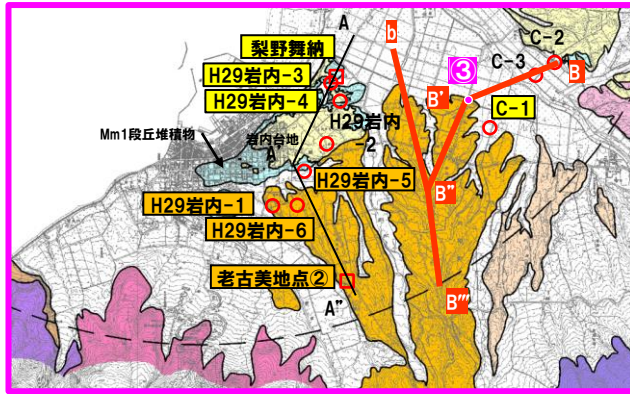 A
b
C-2
梨野舞納
C-3
B
H29岩内-3
③
B'
H29岩内-4
C-1
H29岩内
-2
Mm1段丘堆積物
岩内台地
A'
H29岩内-5
B''
H29岩内-1
H29岩内-6
老古美地点②
B'''
A''